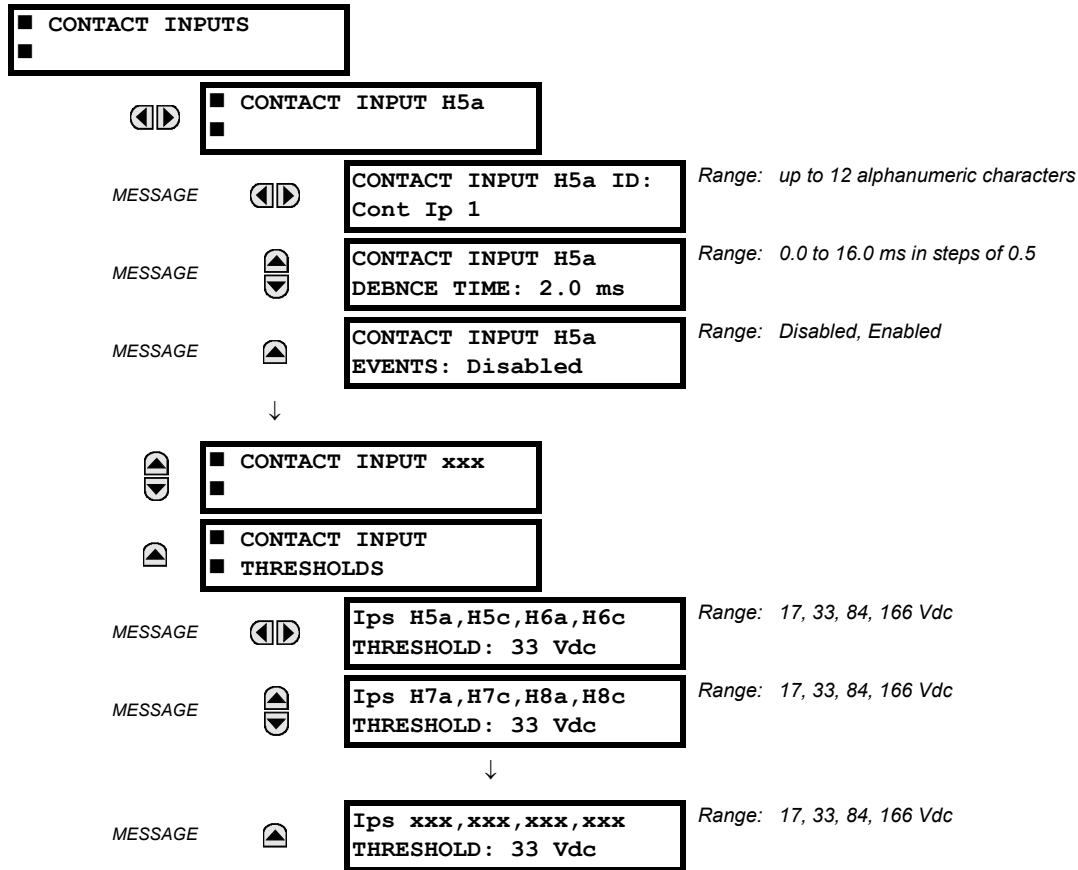 ■ CONTACT INPUTS
■
■ CONTACT INPUT H5a
■
MESSAGE
CONTACT INPUT H5a ID:
Cont Ip 1
Range: up to 12 alphanumeric characters
MESSAGE
CONTACT INPUT H5a
DEBNCE TIME: 2.0 ms
Range: 0.0 to 16.0 ms in steps of 0.5
MESSAGE
CONTACT INPUT H5a
EVENTS: Disabled
Range: Disabled, Enabled
↓
■ CONTACT INPUT xxx
■
■ CONTACT INPUT
■ THRESHOLDS
MESSAGE
Ips H5a,H5c,H6a,H6c
THRESHOLD: 33 Vdc
Range: 17, 33, 84, 166 Vdc
MESSAGE
Ips H7a,H7c,H8a,H8c
THRESHOLD: 33 Vdc
Range: 17, 33, 84, 166 Vdc
↓
MESSAGE
Ips xxx,xxx,xxx,xxx
THRESHOLD: 33 Vdc
Range: 17, 33, 84, 166 Vdc